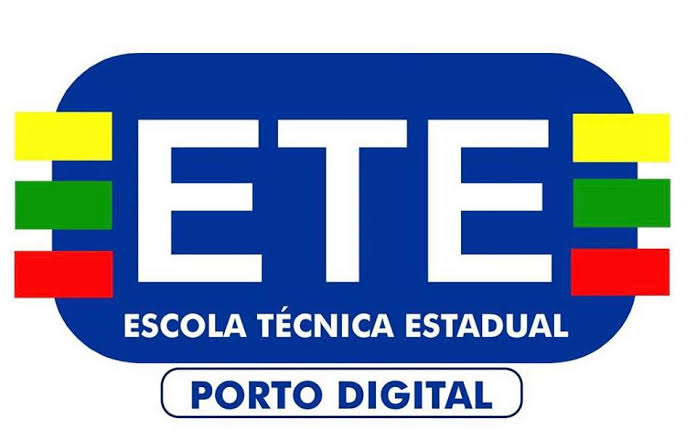 ETE
ESCOLA TÉCNICA ESTADUAL
PORTO DIGITAL